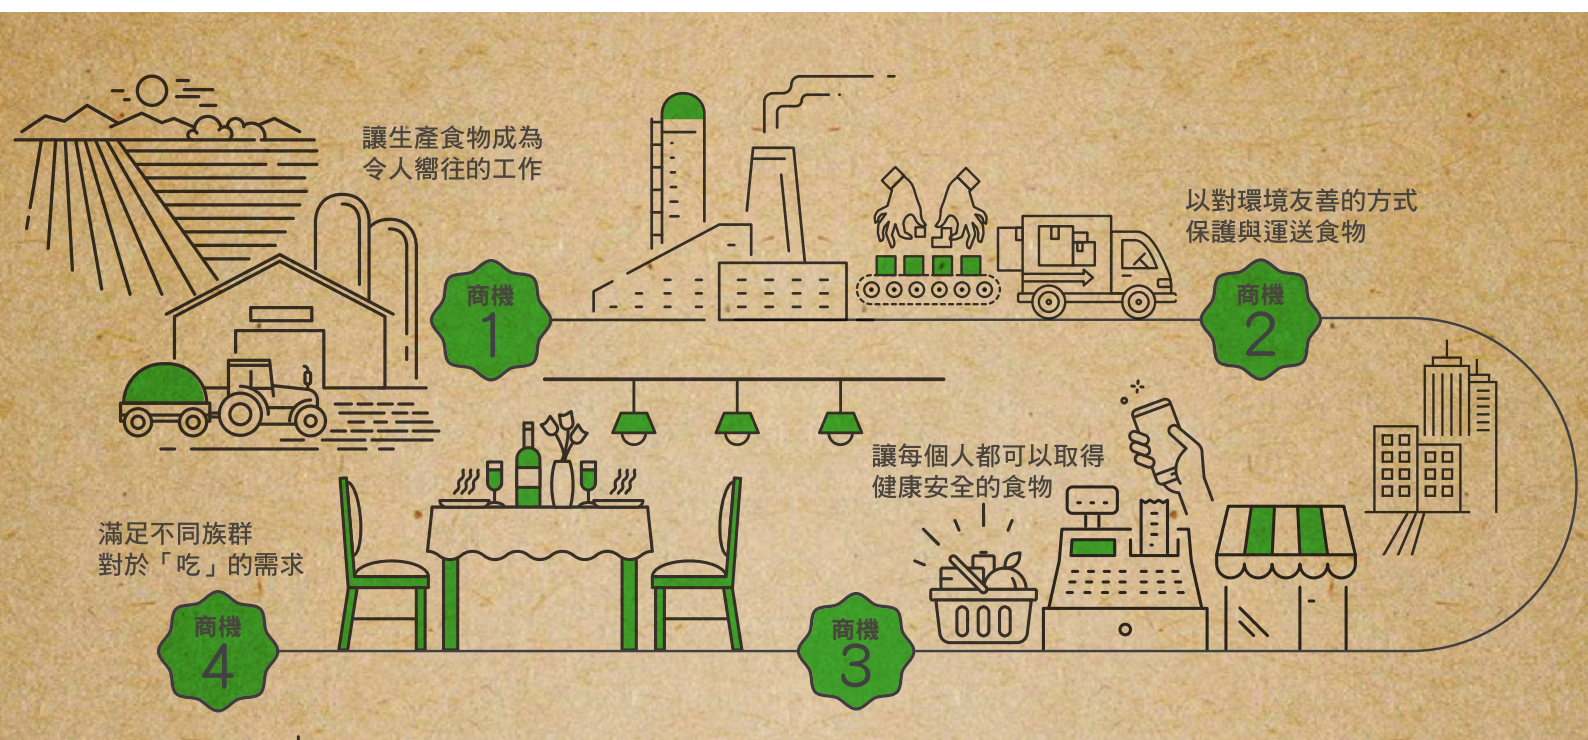 讓生產食物成為
令人嚮往的工作
商機
1
以對環境友善的方式
保護與運送食物
商機
2
讓每個人都可以取得
健康安全的食物
商機
3
滿足不同族群
對於「吃」的需求
商機
4